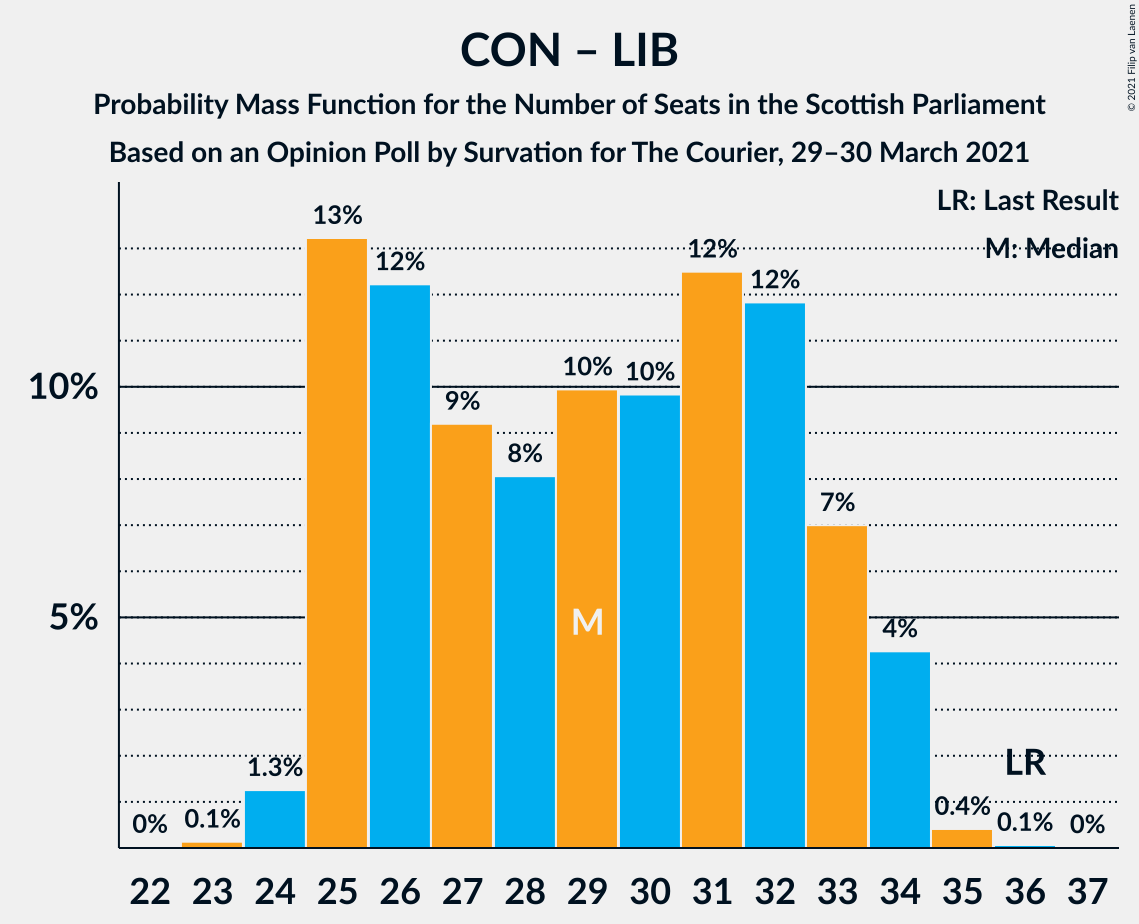 © 2021 Filip van Laenen
CON – LIB
Probability Mass Function for the Number of Seats in the Scottish Parliament
Based on an Opinion Poll by Survation for The Courier, 29–30 March 2021
LR: Last Result
M: Median
13%
12%
12%
12%
10%
10%
10%
9%
8%
7%
5%
4%
M
LR
1.3%
0.4%
0%
0.1%
0.1%
0%
22 23 24 25 26 27 28 29 30 31 32 33 34 35 36 37